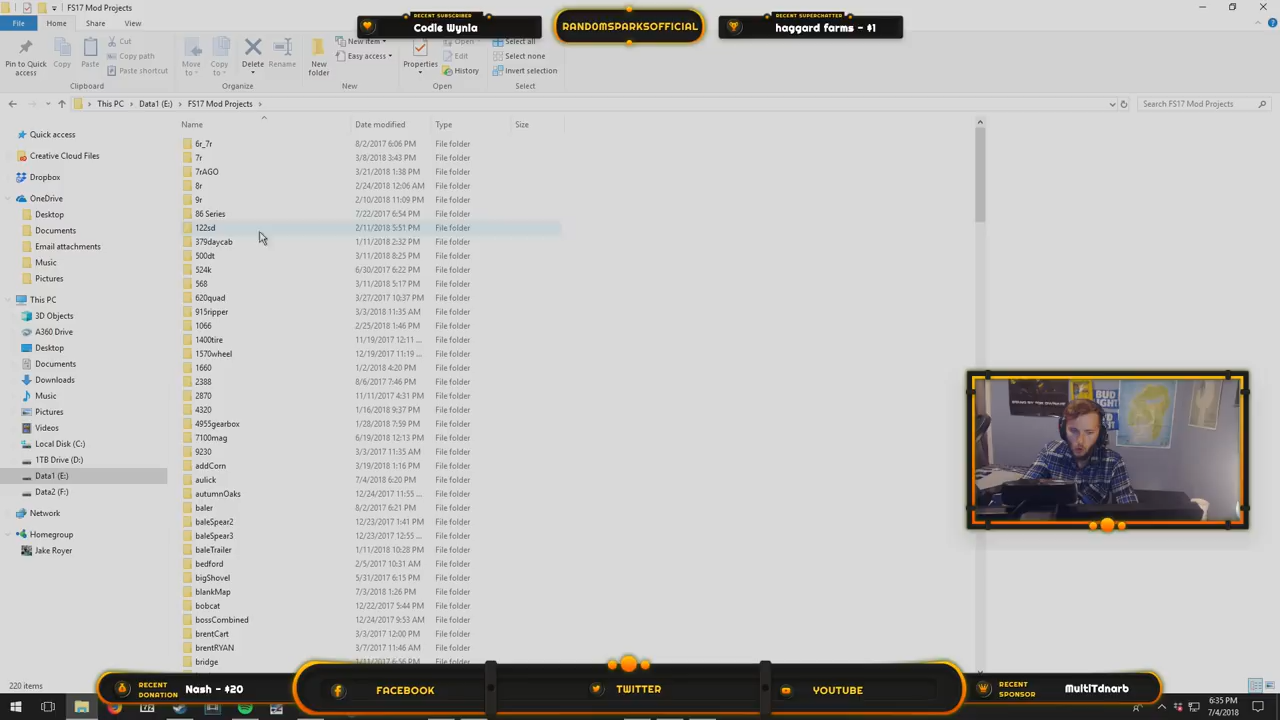 FS17 Mod Projects
File
Home
Share
View
Pin to Quick access
Copy
Paste
Cut
Copy path
Paste shortcut
Clipboard
Move to
Copy to
Delete
Rename
Organize
New folder
New item
Easy access
New
Properties
Open
Edit
History
Open
Select all
Select none
Invert selection
Select
RECENT SUBSCRIBER
Codie Wynia
RANDOMSPARKSOFFICIAL
RECENT SUPERCHATTER
haggard farms - $1
This PC > Data1 (E:) > FS17 Mod Projects >
Search FS17 Mod Projects
Name Date modified Type Size
Quick access
Creative Cloud Files
Dropbox
OneDrive
Desktop
Documents
Email attachments
Music
Pictures
This PC
3D Objects
A360 Drive
Desktop
Documents
Downloads
Music
Pictures
Videos
Local Disk (C:)
1TB Drive (D:)
Data1 (E:)
Data2 (F:)
Network
Homegroup
Jake Royer
6r_7r 8/2/2017 6:06 PM File folder
7r 3/8/2018 3:43 PM File folder
7rAGO 3/21/2018 1:38 PM File folder
8r 2/24/2018 12:06 AM File folder
9r 2/10/2018 11:09 PM File folder
86 Series 7/22/2017 6:54 PM File folder
122sd 2/11/2018 5:51 PM File folder
379daycab 1/11/2018 2:32 PM File folder
500dt 3/11/2018 8:25 PM File folder
524k 6/30/2017 6:22 PM File folder
568 3/11/2018 5:17 PM File folder
620quad 3/27/2017 10:37 PM File folder
915ripper 3/3/2018 11:35 AM File folder
1066 2/25/2018 1:46 PM File folder
1400tire 11/19/2017 12:11 ... File folder
1570wheel 12/19/2017 11:19 ... File folder
1660 1/2/2018 4:20 PM File folder
2388 8/6/2017 7:46 PM File folder
2870 11/11/2017 4:31 PM File folder
4320 1/16/2018 9:37 PM File folder
4955gearbox 1/28/2018 7:59 PM File folder
7100mag 6/19/2018 12:13 PM File folder
9230 3/3/2017 11:35 AM File folder
addCorn 3/19/2018 1:16 PM File folder
aulick 7/4/2018 6:20 PM File folder
autumnOaks 12/24/2017 11:55 ... File folder
baler 8/2/2017 6:21 PM File folder
baleSpear2 12/23/2017 1:41 PM File folder
baleSpear3 12/23/2017 12:55 ... File folder
baleTrailer 1/11/2018 10:28 PM File folder
bedford 2/5/2017 10:31 AM File folder
bigShovel 5/31/2017 6:15 PM File folder
blankMap 7/3/2018 1:26 PM File folder
bobcat 12/22/2017 5:44 PM File folder
bossCombined 12/24/2017 9:53 AM File folder
brentCart 3/3/2017 12:00 PM File folder
brentRYAN 3/7/2017 11:46 AM File folder
bridge File folder
BUD LIGHT
220 items
RECENT DONATION
Nash - $20
FACEBOOK
TWITTER
YOUTUBE
RECENT SPONSOR
MultiTdnarb
6:35 PM
7/4/2018